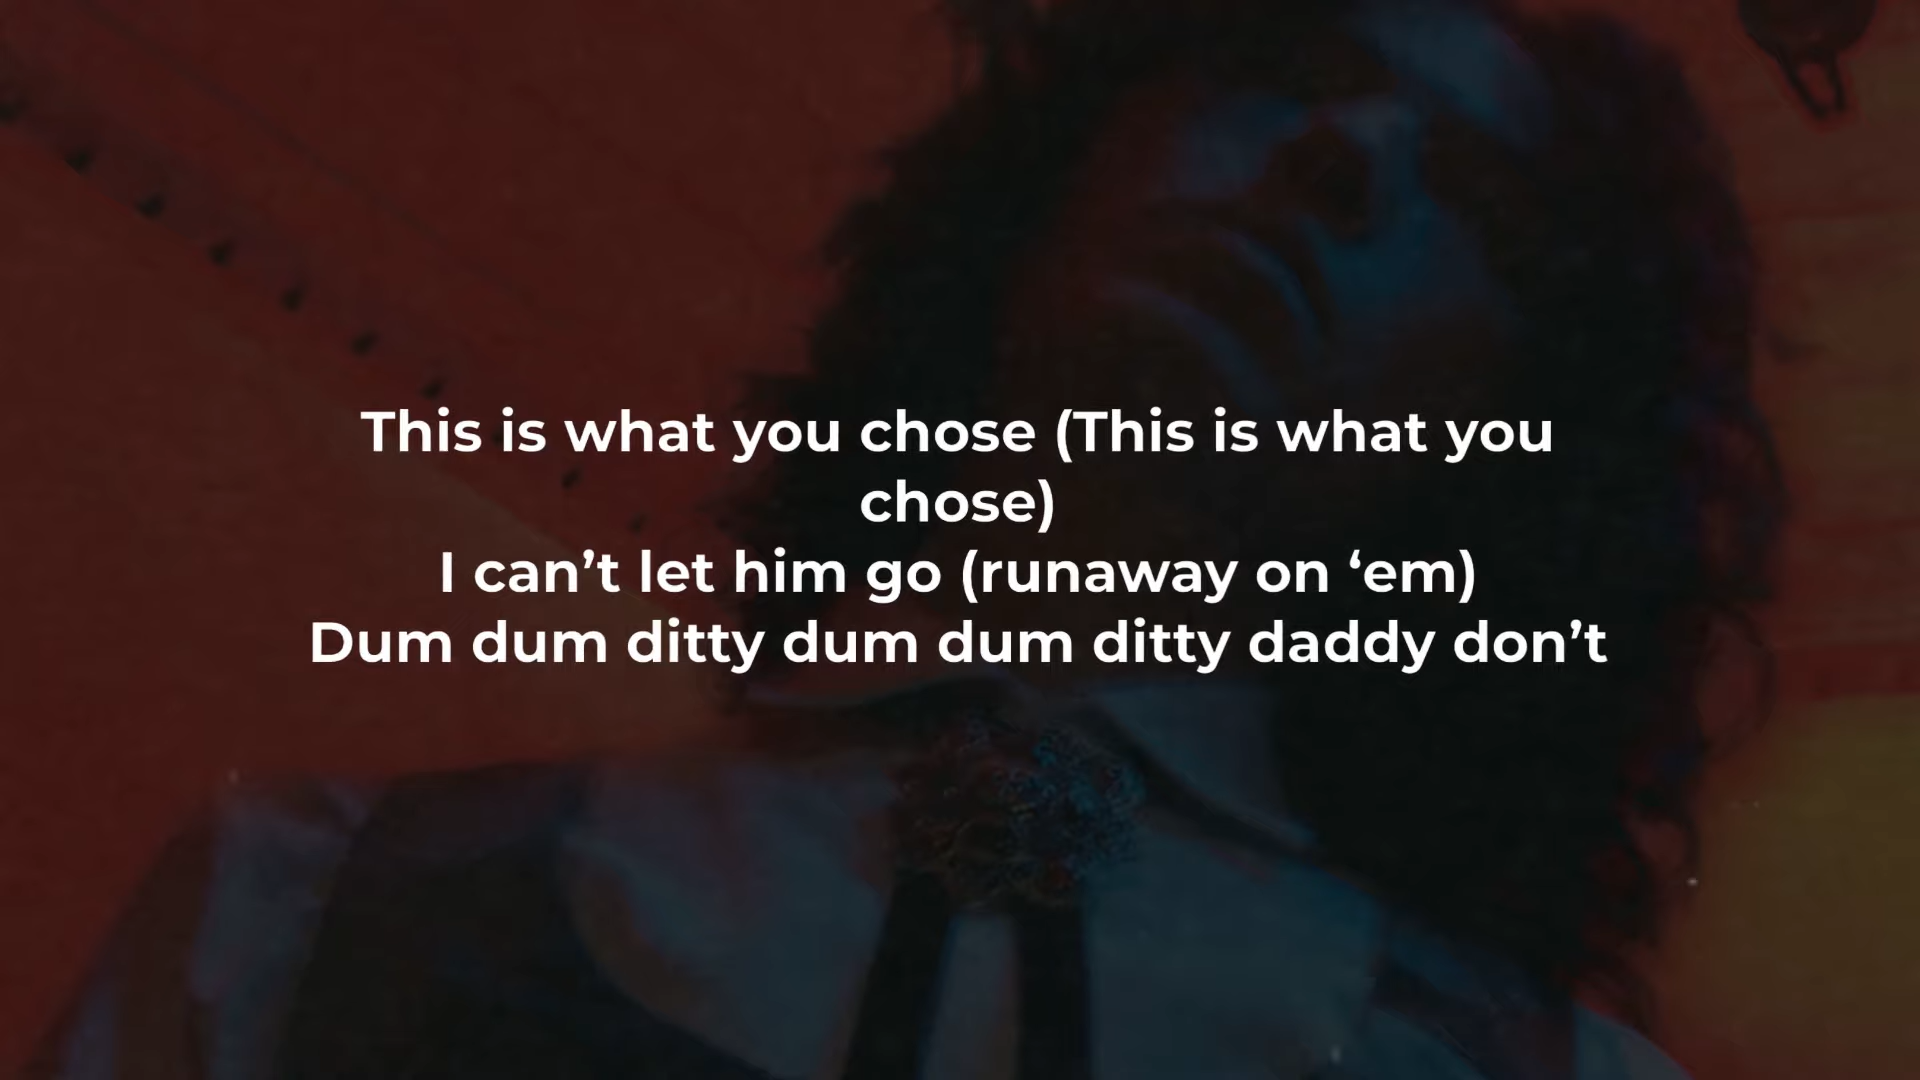 This is what you chose (This is what you
chose)
I can’t let him go (runaway on ‘em)
Dum dum ditty dum dum ditty daddy don’t